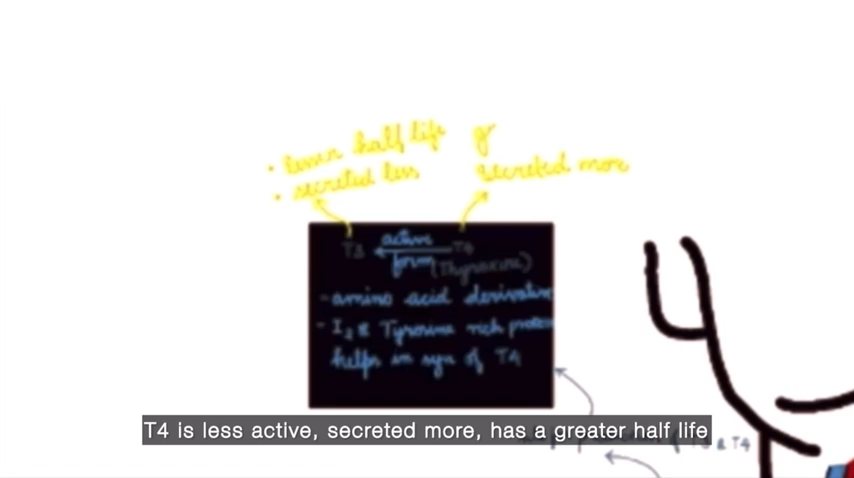 • lesser half life
• secreted less
secreted more
T3 active T4
form (Thyroxine)
- amino acid derivative
- I2 & Tyrosine rich protein
helps in syn of T4
T4 is less active, secreted more, has a greater half life
& T4